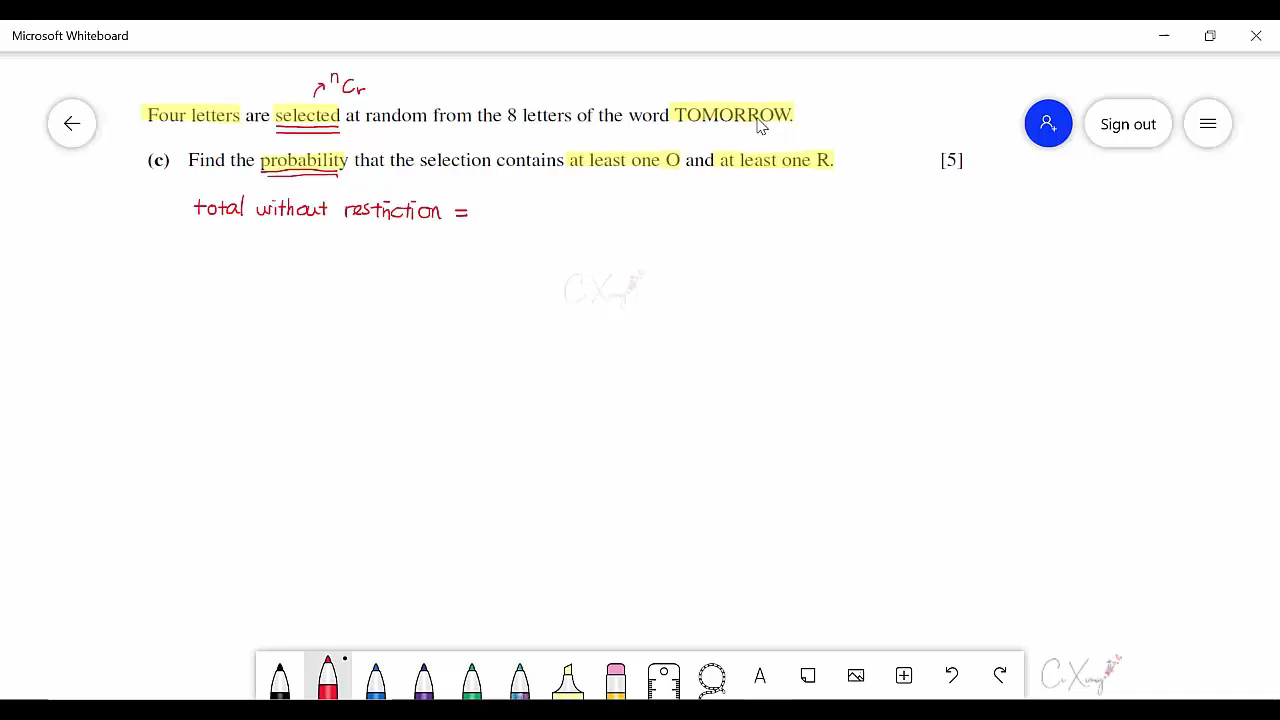 Microsoft Whiteboard
nCr
Four letters are selected at random from the 8 letters of the word TOMORROW.
Sign out
(c) Find the probability that the selection contains at least one O and at least one R. [5]
total without restriction =
A